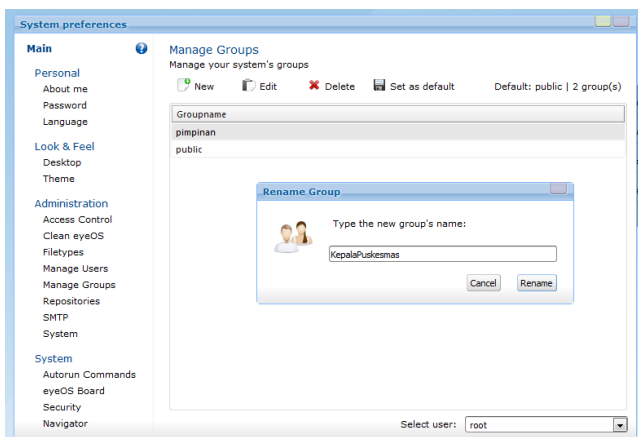 System preferences
Main
Personal
About me
Password
Language
Look & Feel
Desktop
Theme
Administration
Access Control
Clean eyeOS
Filetypes
Manage Users
Manage Groups
Repositories
SMTP
System
System
Autorun Commands
eyeOS Board
Security
Navigator
Manage Groups
Manage your system's groups
New Edit Delete Set as default Default: public | 2 group(s)
Groupname
pimpinan
public
Rename Group
Type the new group's name:
KepalaPuskesmas
Cancel Rename
Select user: root